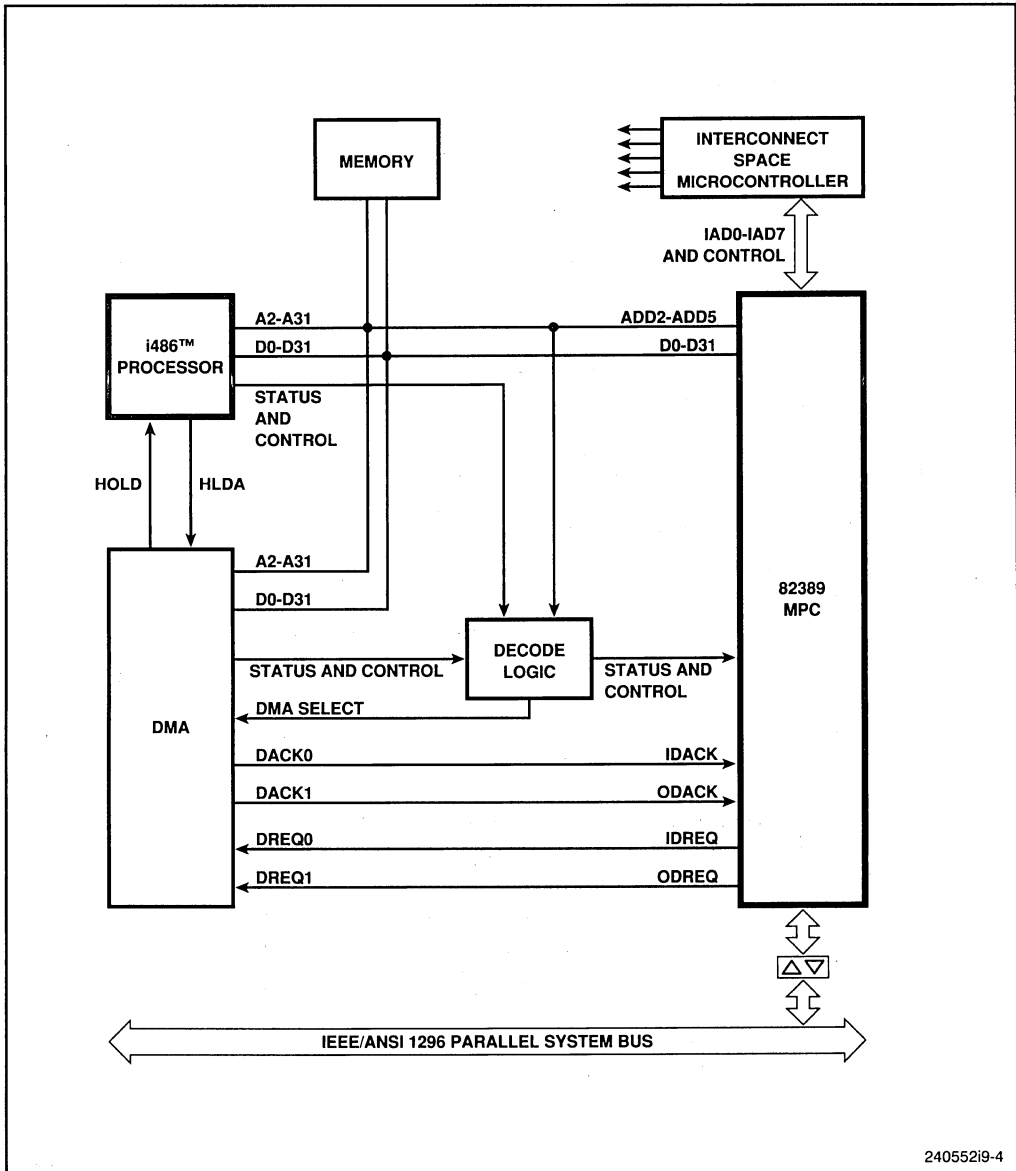 MEMORY
INTERCONNECT
SPACE
MICROCONTROLLER
IAD0-IAD7
AND CONTROL
i486™
PROCESSOR
A2-A31
ADD2-ADD5
D0-D31
D0-D31
STATUS
AND
CONTROL
HOLD
HLDA
A2-A31
D0-D31
82389
MPC
DECODE
LOGIC
STATUS AND CONTROL
STATUS AND
CONTROL
DMA SELECT
DMA
DACK0
IDACK
DACK1
ODACK
DREQ0
IDREQ
DREQ1
ODREQ
IEEE/ANSI 1296 PARALLEL SYSTEM BUS
240552i9-4